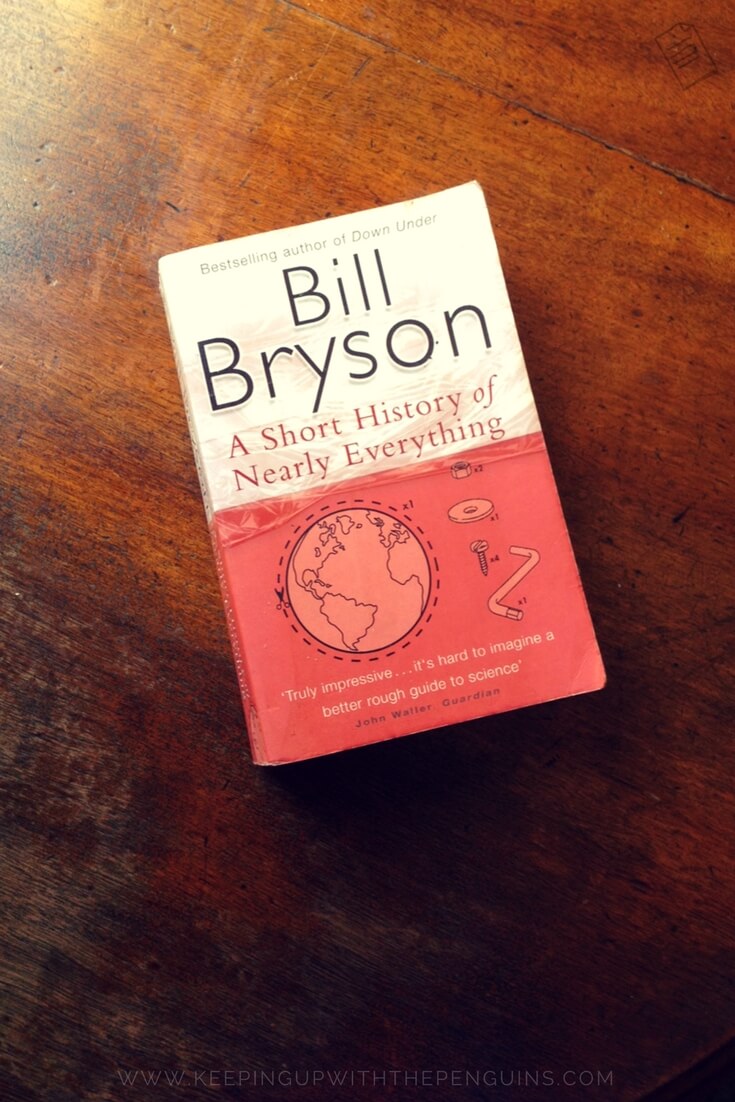 Bestselling author of Down Under
Bill
Bryson
A Short History of
Nearly Everything
x2
x1
x1
x4
x1
'Truly impressive...it's hard to imagine a
better rough guide to science'
John Waller, Guardian
WWW.KEEPINGUPWITHTHEPENGUINS.COM